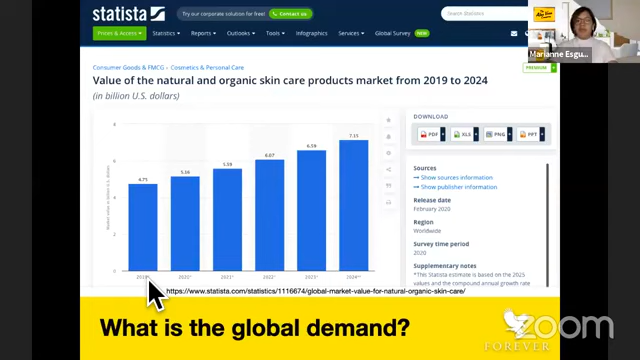 statista
Try our corporate solution for free!
Contact us
Search Statista
Prices & Access
Statistics
Reports
Outlooks
Tools
Infographics
Services
Global Survey
New
Marianne Esgu...
Consumer Goods & FMCG
Cosmetics & Personal Care
PREMIUM
Value of the natural and organic skin care products market from 2019 to 2024
(in billion U.S. dollars)
8
6
4
2
0
4.75
5.16
5.59
6.07
6.59
7.15
2019*
2020*
2021*
2022*
2023*
2024**
DOWNLOAD
PDF
XLS
PNG
PPT
Sources
Show sources information
Show publisher information
Release date
February 2020
Region
Worldwide
Survey time period
2020
Supplementary notes
*This Statista estimate is based on the 2025
values and the compound annual growth rate
https://www.statista.com/statistics/1116674/global-market-value-for-natural-organic-skin-care/
What is the global demand?
zoom
FOREVER